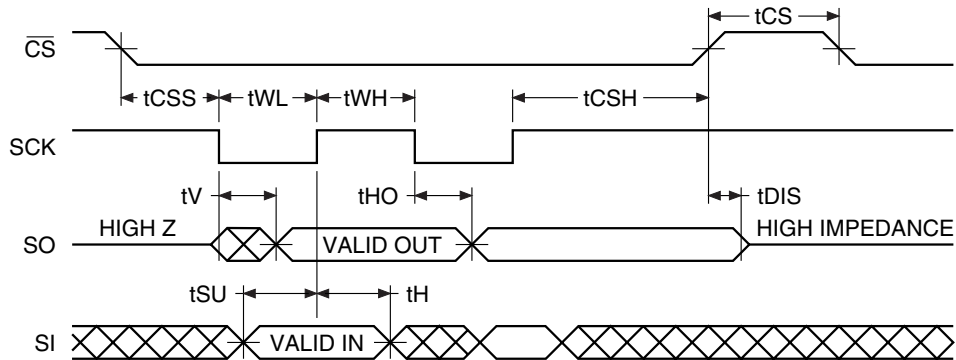 tCS
CS
tCSS tWL tWH tCSH
SCK
tV tHO tDIS
HIGH Z VALID OUT HIGH IMPEDANCE
SO
tSU tH
SI VALID IN